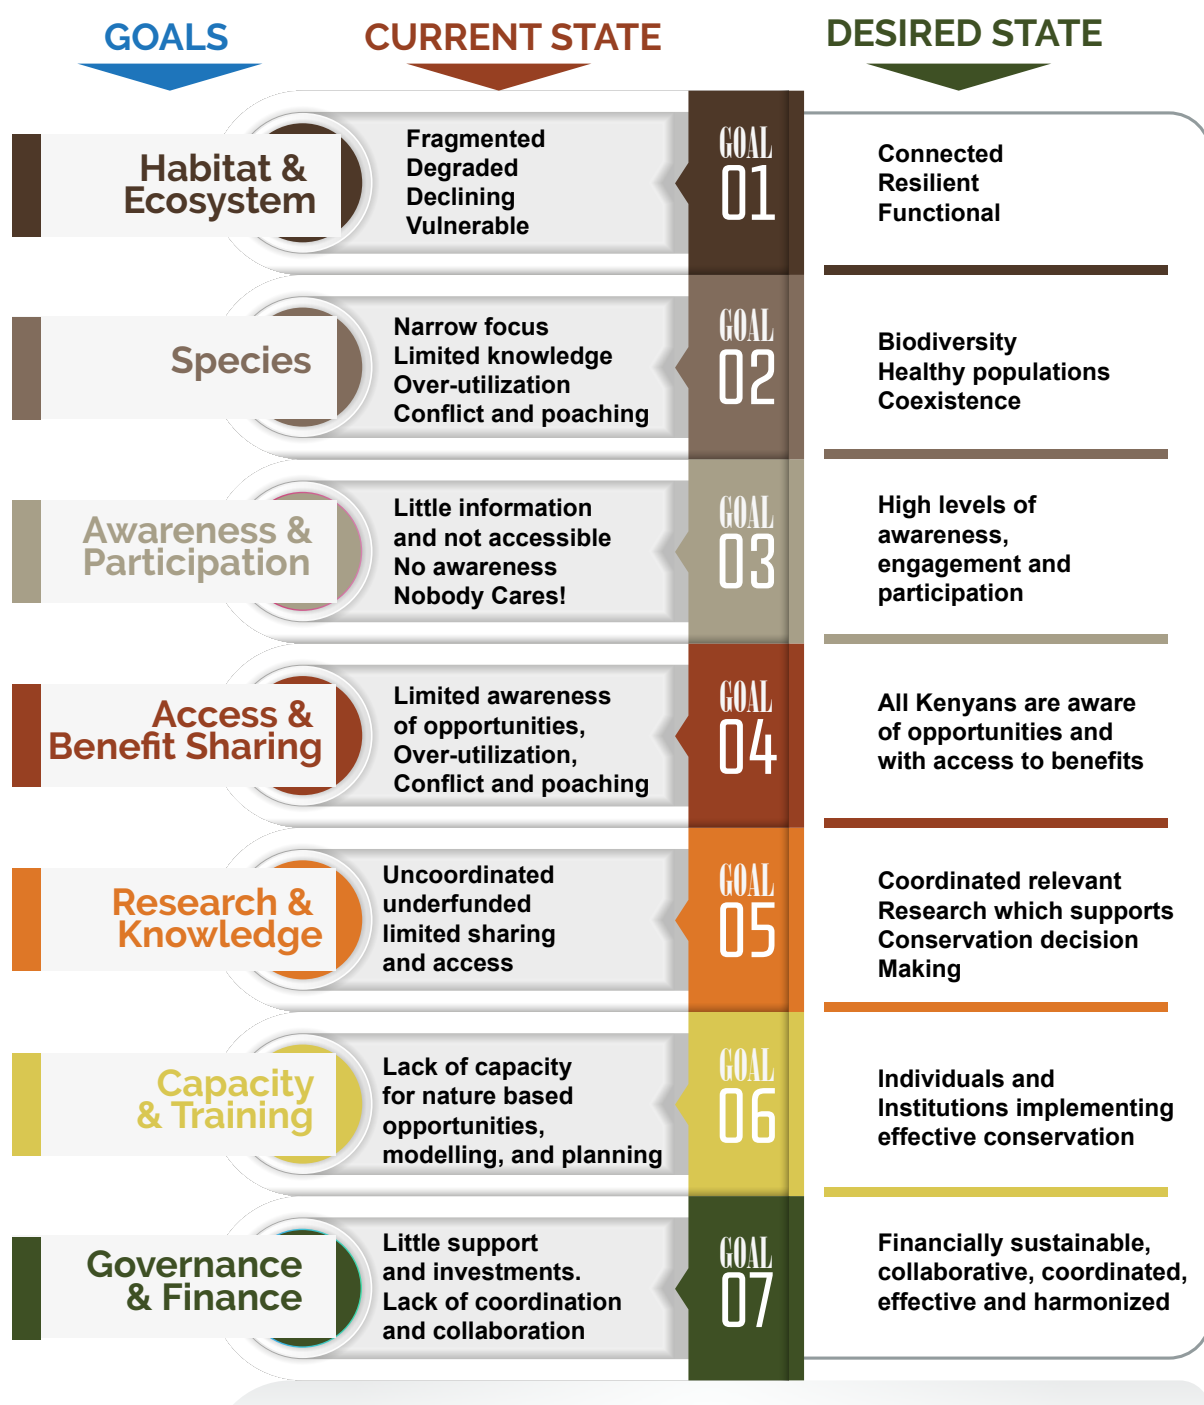 GOALS
CURRENT STATE
DESIRED STATE
Habitat &
Ecosystem
Fragmented
Degraded
Declining
Vulnerable
GOAL
01
Connected
Resilient
Functional
Species
Narrow focus
Limited knowledge
Over-utilization
Conflict and poaching
GOAL
02
Biodiversity
Healthy populations
Coexistence
Awareness &
Participation
Little information
and not accessible
No awareness
Nobody Cares!
GOAL
03
High levels of
awareness,
engagement and
participation
Access &
Benefit Sharing
Limited awareness
of opportunities,
Over-utilization,
Conflict and poaching
GOAL
04
All Kenyans are aware
of opportunities and
with access to benefits
Research &
Knowledge
Uncoordinated
underfunded
limited sharing
and access
GOAL
05
Coordinated relevant
Research which supports
Conservation decision
Making
Capacity
& Training
Lack of capacity
for nature based
opportunities,
modelling, and planning
GOAL
06
Individuals and
Institutions implementing
effective conservation
Governance
& Finance
Little support
and investments.
Lack of coordination
and collaboration
GOAL
07
Financially sustainable,
collaborative, coordinated,
effective and harmonized